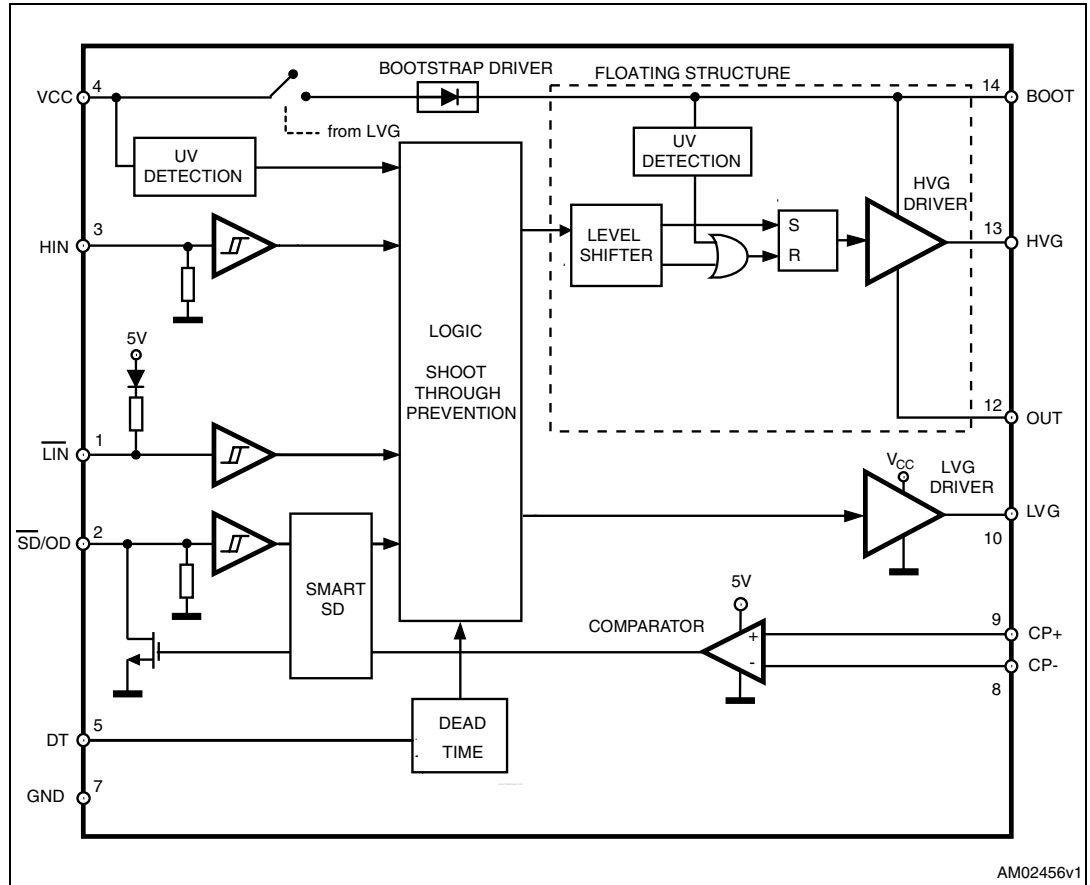 BOOTSTRAP DRIVER
FLOATING STRUCTURE
VCC
4
14
BOOT
from LVG
UV
DETECTION
UV
DETECTION
HVG
DRIVER
HIN
3
LEVEL
SHIFTER
S
R
13
HVG
5V
LOGIC
SHOOT
THROUGH
PREVENTION
12
OUT
LIN
1
VCC
LVG
DRIVER
LVG
10
SD/OD
2
SMART
SD
5V
COMPARATOR
+
-
9
CP+
CP-
8
DT
5
DEAD
TIME
GND
7
AM02456v1